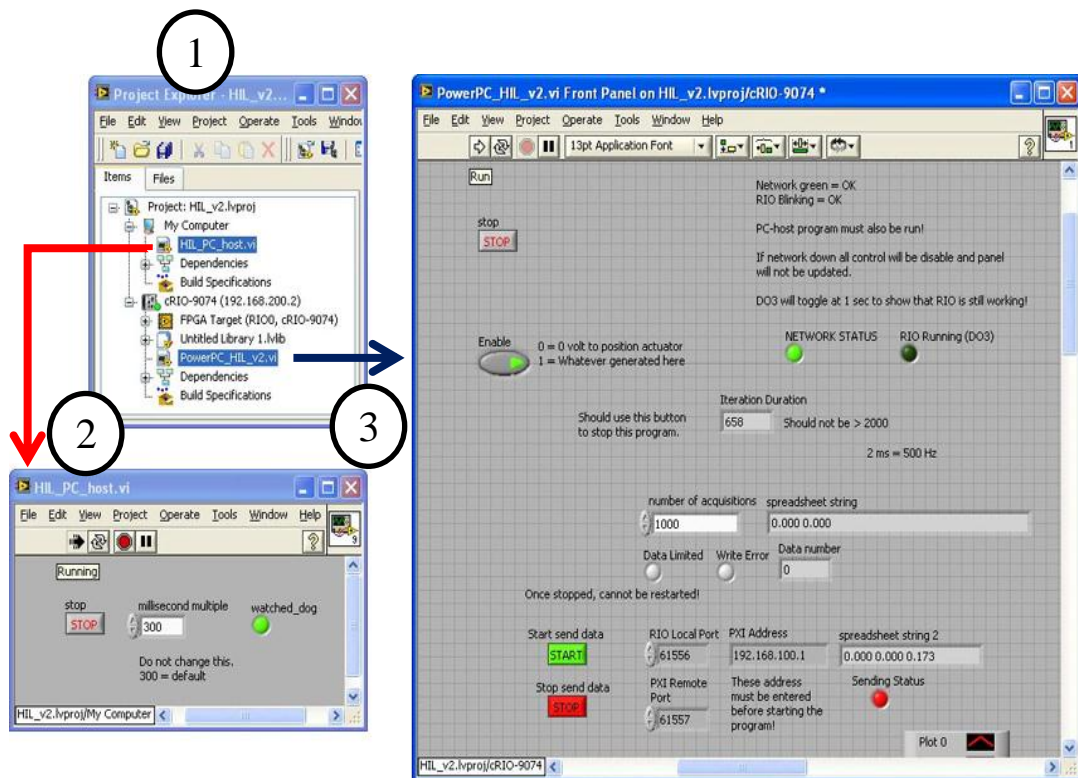 1
Project Explorer - HIL_v2...
File Edit View Project Operate Tools Window
Items Files
Project: HIL_v2.lvproj
My Computer
HIL_PC_host.vi
Dependencies
Build Specifications
cRIO-9074 (192.168.200.2)
FPGA Target (RIO0, cRIO-9074)
Untitled Library 1.lvlib
PowerPC_HIL_v2.vi
Dependencies
Build Specifications
2
HIL_PC_host.vi
File Edit View Project Operate Tools Window Help
9
Running
stop
STOP
millisecond multiple
300
watched_dog
Do not change this.
300 = default
HIL_v2.lvproj/My Computer
3
PowerPC_HIL_v2.vi Front Panel on HIL_v2.lvproj/cRIO-9074 *
File Edit View Project Operate Tools Window Help
13pt Application Font
1
Run
stop
STOP
Network green = OK
RIO Blinking = OK
PC-host program must also be run!
If network down all control will be disable and panel
will not be updated.
DO3 will toggle at 1 sec to show that RIO is still working!
Enable
0 = 0 volt to position actuator
1 = Whatever generated here
NETWORK STATUS
RIO Running (DO3)
Should use this button
to stop this program.
Iteration Duration
658
Should not be > 2000
2 ms = 500 Hz
number of acquisitions
1000
spreadsheet string
0.000 0.000
Data Limited
Write Error
Data number
0
Once stopped, cannot be restarted!
Start send data
START
RIO Local Port
61556
PXI Address
192.168.100.1
spreadsheet string 2
0.000 0.000 0.173
Stop send data
STOP
PXI Remote
Port
61557
These address
must be entered
before starting the
program!
Sending Status
Plot 0
HIL_v2.lvproj/cRIO-9074